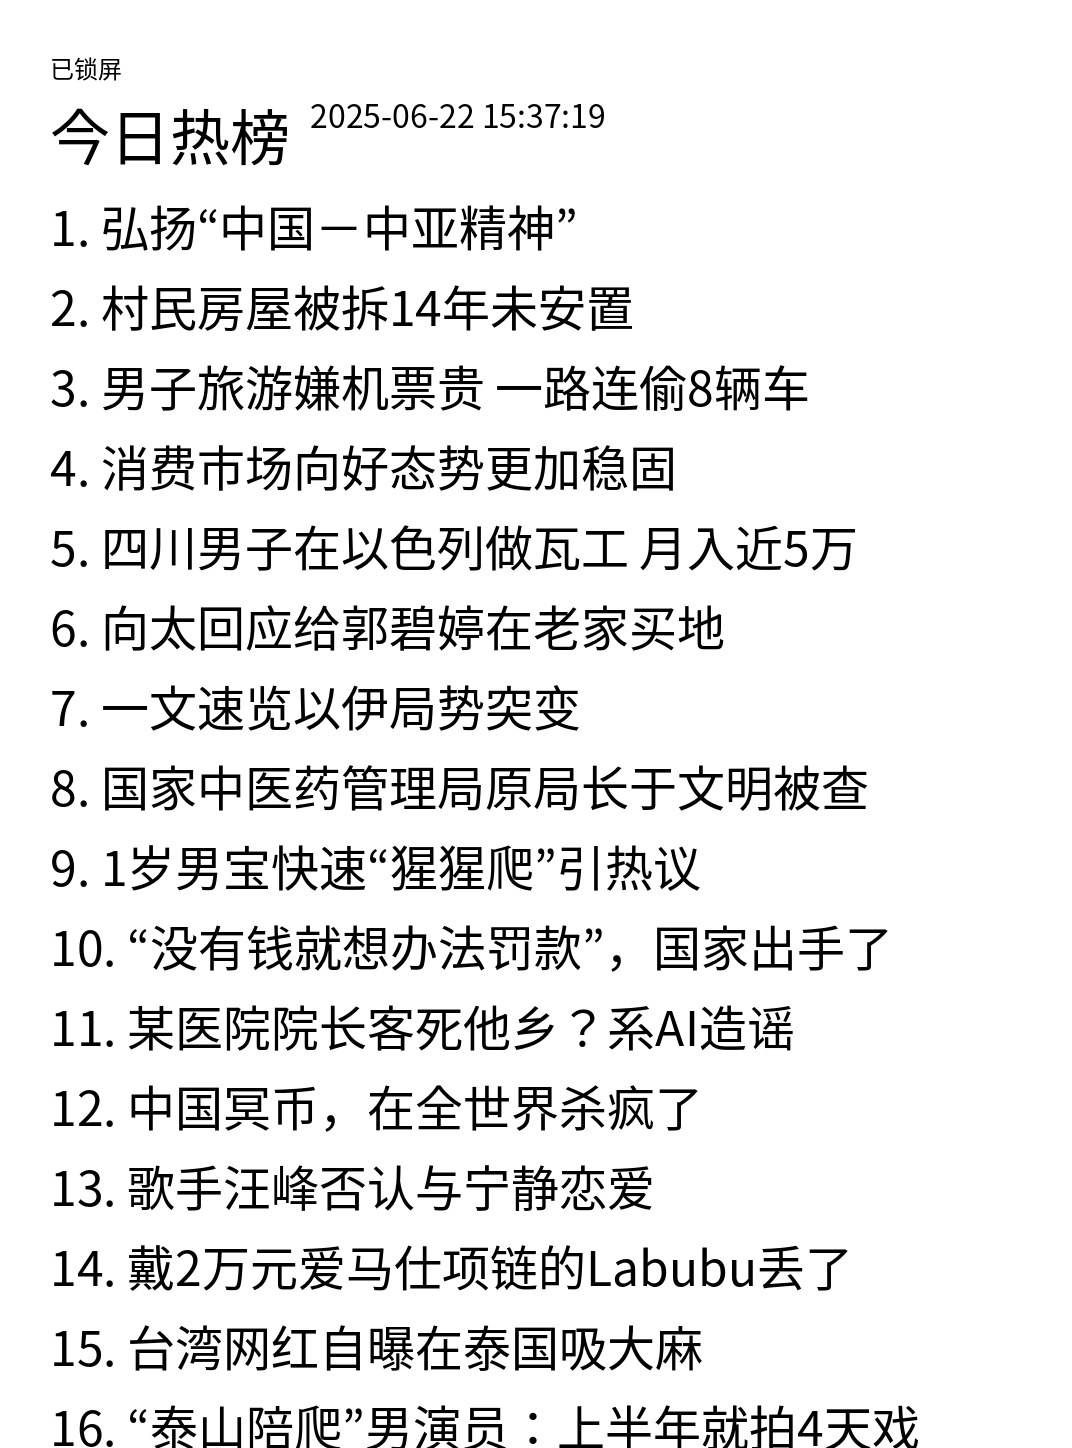 已锁屏
今日热榜 2025-06-22 15:37:19
1. 弘扬“中国－中亚精神”
2. 村民房屋被拆14年未安置
3. 男子旅游嫌机票贵 一路连偷8辆车
4. 消费市场向好态势更加稳固
5. 四川男子在以色列做瓦工 月入近5万
6. 向太回应给郭碧婷在老家买地
7. 一文速览以伊局势突变
8. 国家中医药管理局原局长于文明被查
9. 1岁男宝快速“猩猩爬”引热议
10. “没有钱就想办法罚款”，国家出手了
11. 某医院院长客死他乡？系AI造谣
12. 中国冥币，在全世界杀疯了
13. 歌手汪峰否认与宁静恋爱
14. 戴2万元爱马仕项链的Labubu丢了
15. 台湾网红自曝在泰国吸大麻
16. “泰山陪爬”男演员：上半年就拍4天戏